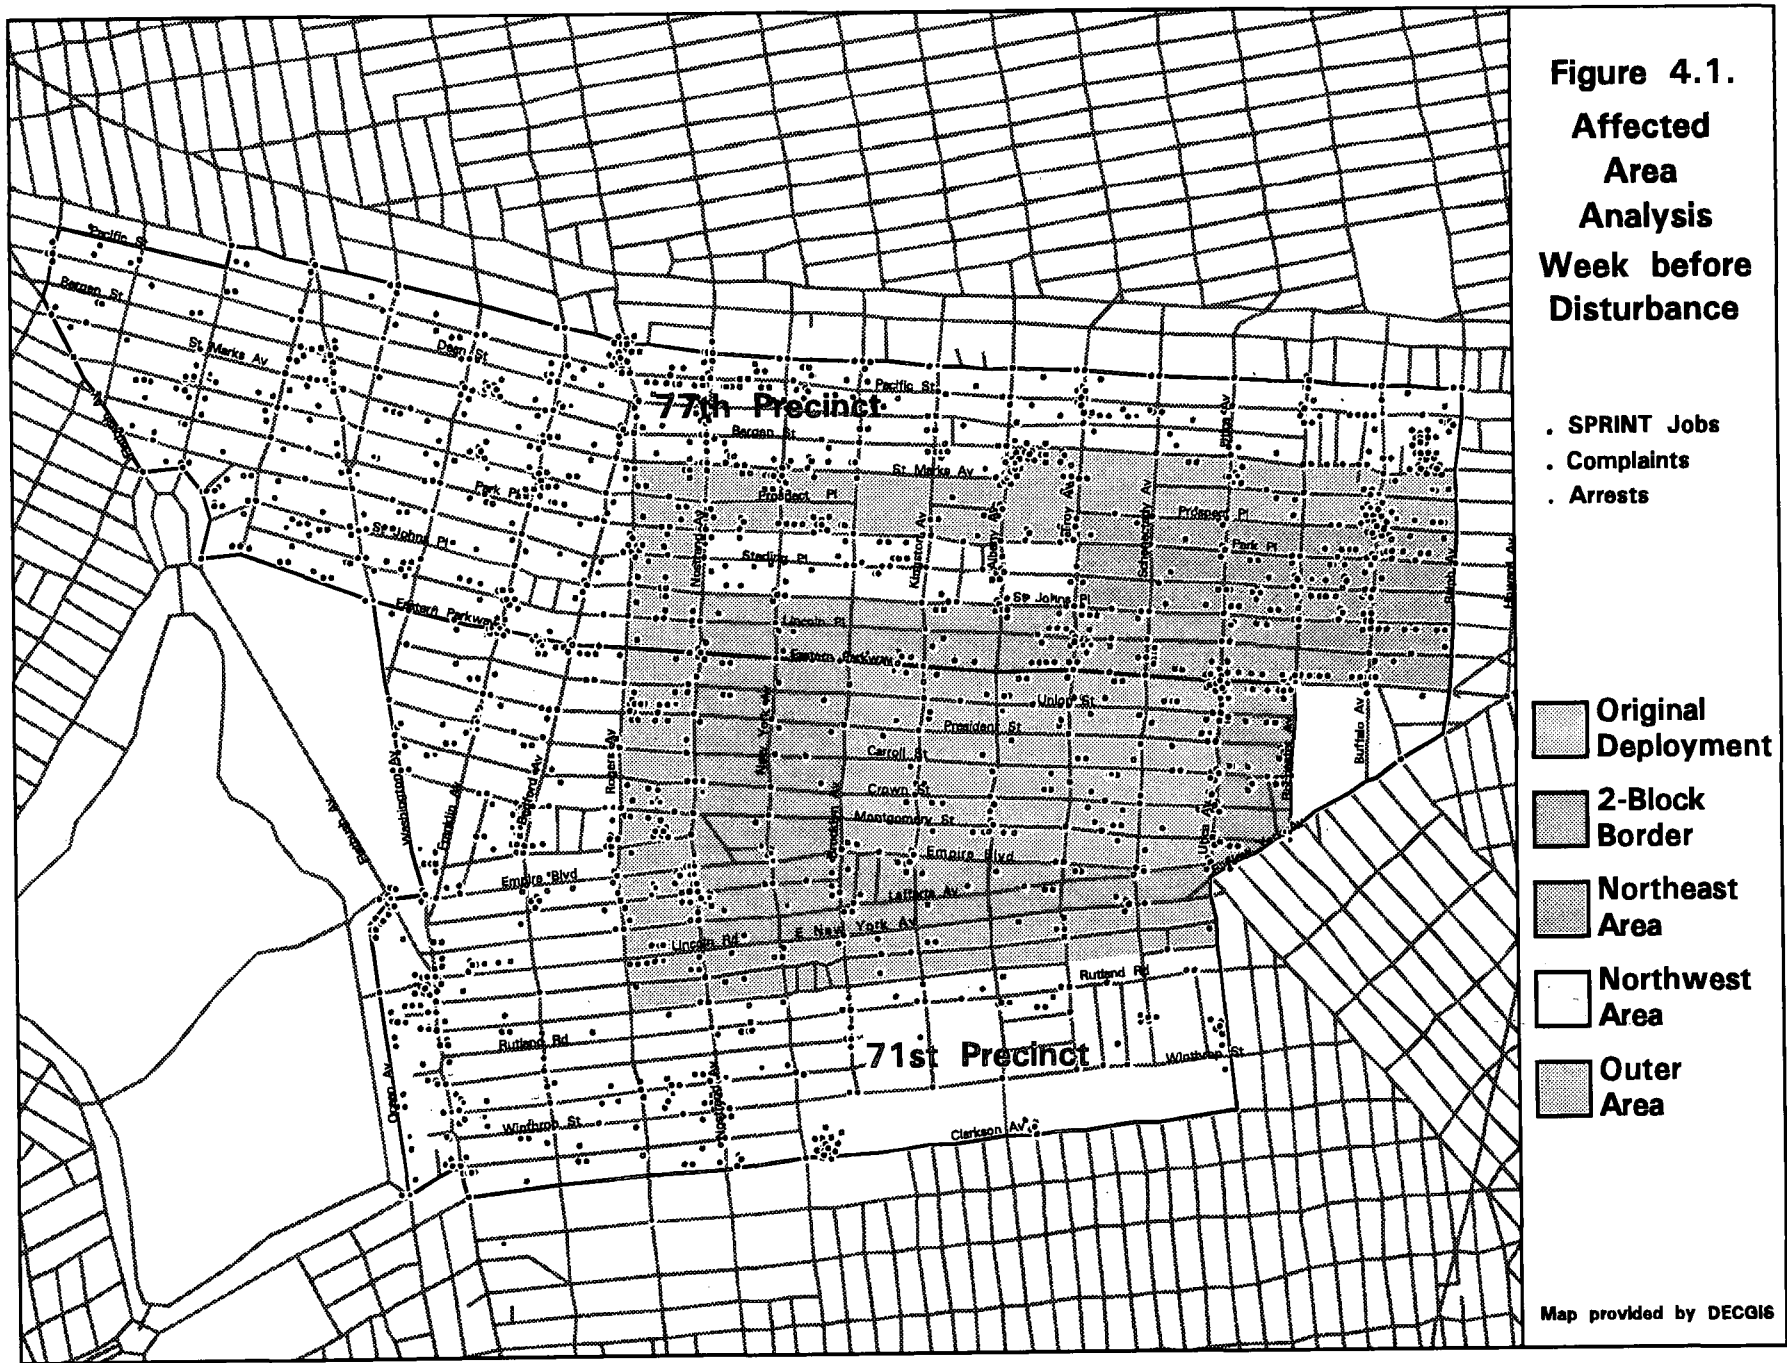 Figure 4.1.
Affected
Area
Analysis
Week before
Disturbance
. SPRINT Jobs
. Complaints
. Arrests
Original
Deployment
2-Block
Border
Northeast
Area
Northwest
Area
Outer
Area
Map provided by DECGIS
Pacific St
Bergen St
St Marks Av
Dean St
Pacific St
77th Precinct
Bergen St
St Marks Av
Park Pl
Prospect Pl
Prospect Pl
St Johns Pl
Sterling Pl
Park Pl
Nostrand Av
Kingston Av
Albany Av
Troy Av
Schenectady Av
Utica Av
Ralph Av
Howard Av
Eastern Parkway
St Johns Pl
Lincoln Pl
Eastern Parkway
Union St
President St
Carroll St
Crown St
Montgomery St
Empire Blvd
Lefferts Av
E New York Av
Lincoln Rd
Rutland Rd
Flatbush Av
Washington Av
Franklin Av
Bedford Av
Rogers Av
New York Av
Brooklyn Av
Utica Av
Rochester Av
Buffalo Av
Empire Blvd
Rutland Rd
71st Precinct
Winthrop St
Ocean Av
Nostrand Av
Winthrop St
Clarkson Av